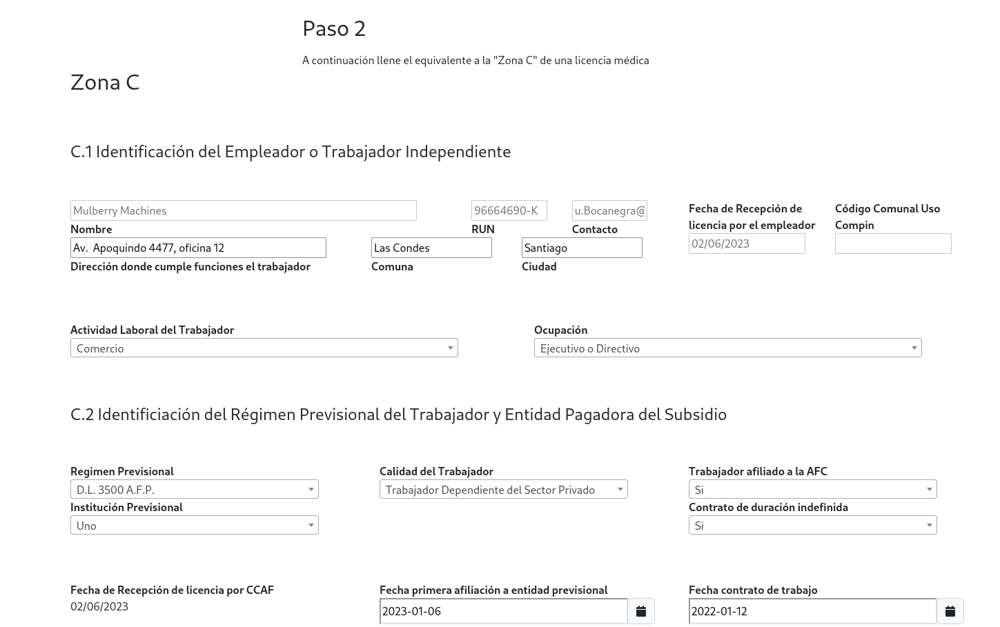 Paso 2
A continuación llene el equivalente a la "Zona C" de una licencia médica
Zona C
C.1 Identificación del Empleador o Trabajador Independiente
Mulberry Machines
Nombre
96664690-K
RUN
u.Bocanegra@
Contacto
Fecha de Recepción de
licencia por el empleador
02/06/2023
Código Comunal Uso
Compin
Av.  Apoquindo 4477, oficina 12
Dirección donde cumple funciones el trabajador
Las Condes
Comuna
Santiago
Ciudad
Actividad Laboral del Trabajador
Comercio
Ocupación
Ejecutivo o Directivo
C.2 Identificiación del Régimen Previsional del Trabajador y Entidad Pagadora del Subsidio
Regimen Previsional
D.L. 3500 A.F.P.
Institución Previsional
Uno
Calidad del Trabajador
Trabajador Dependiente del Sector Privado
Trabajador afiliado a la AFC
Si
Contrato de duración indefinida
Si
Fecha de Recepción de licencia por CCAF
02/06/2023
Fecha primera afiliación a entidad previsional
2023-01-06
Fecha contrato de trabajo
2022-01-12